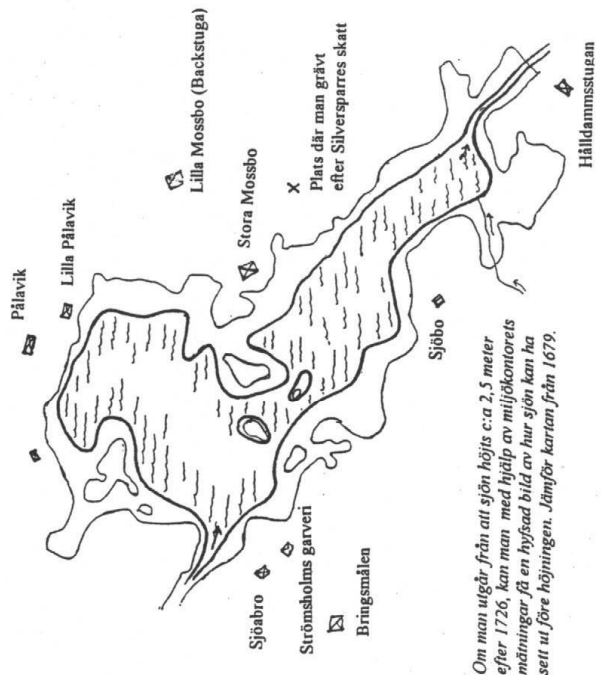 Pålavik
Lilla Pålavik
Lilla Mossbo (Backstuga)
Stora Mossbo
Plats där man grävt
efter Silversparres skatt
Sjöabro
Strömsholms garveri
Bringsmålen
Sjöbo
Hålldammsstugan
Om man utgår från att sjön höjts c:a 2,5 meter
efter 1726, kan man med hjälp av miljökontorets
mätningar få en hyfsad bild av hur sjön kan ha
sett ut före höjningen. Jämför kartan från 1679.